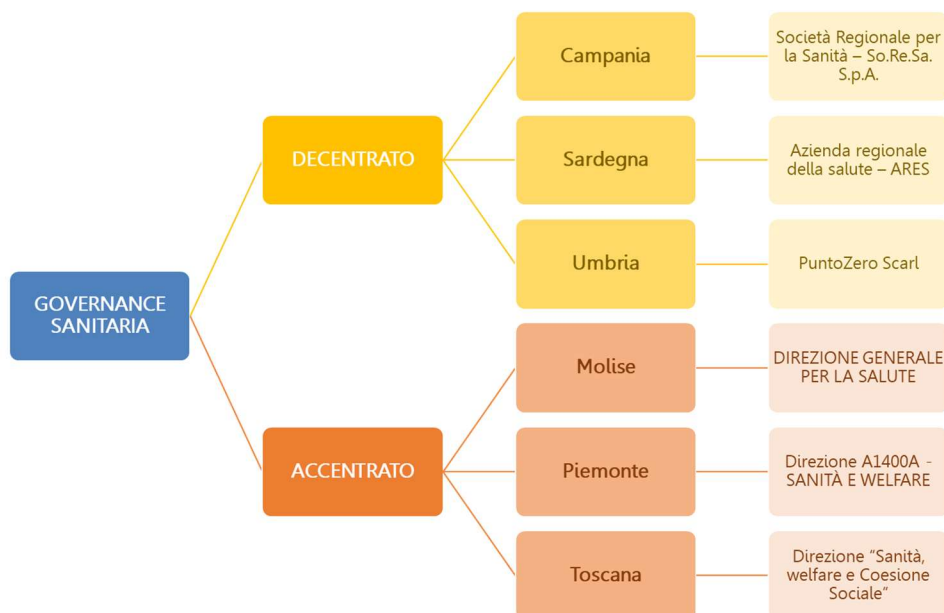 GOVERNANCE
SANITARIA
DECENTRATO
Campania
Società Regionale per
la Sanità – So.Re.Sa.
S.p.A.
Sardegna
Azienda regionale
della salute – ARES
Umbria
PuntoZero Scarl
ACCENTRATO
Molise
DIREZIONE GENERALE
PER LA SALUTE
Piemonte
Direzione A1400A -
SANITÀ E WELFARE
Toscana
Direzione “Sanità,
welfare e Coesione
Sociale”